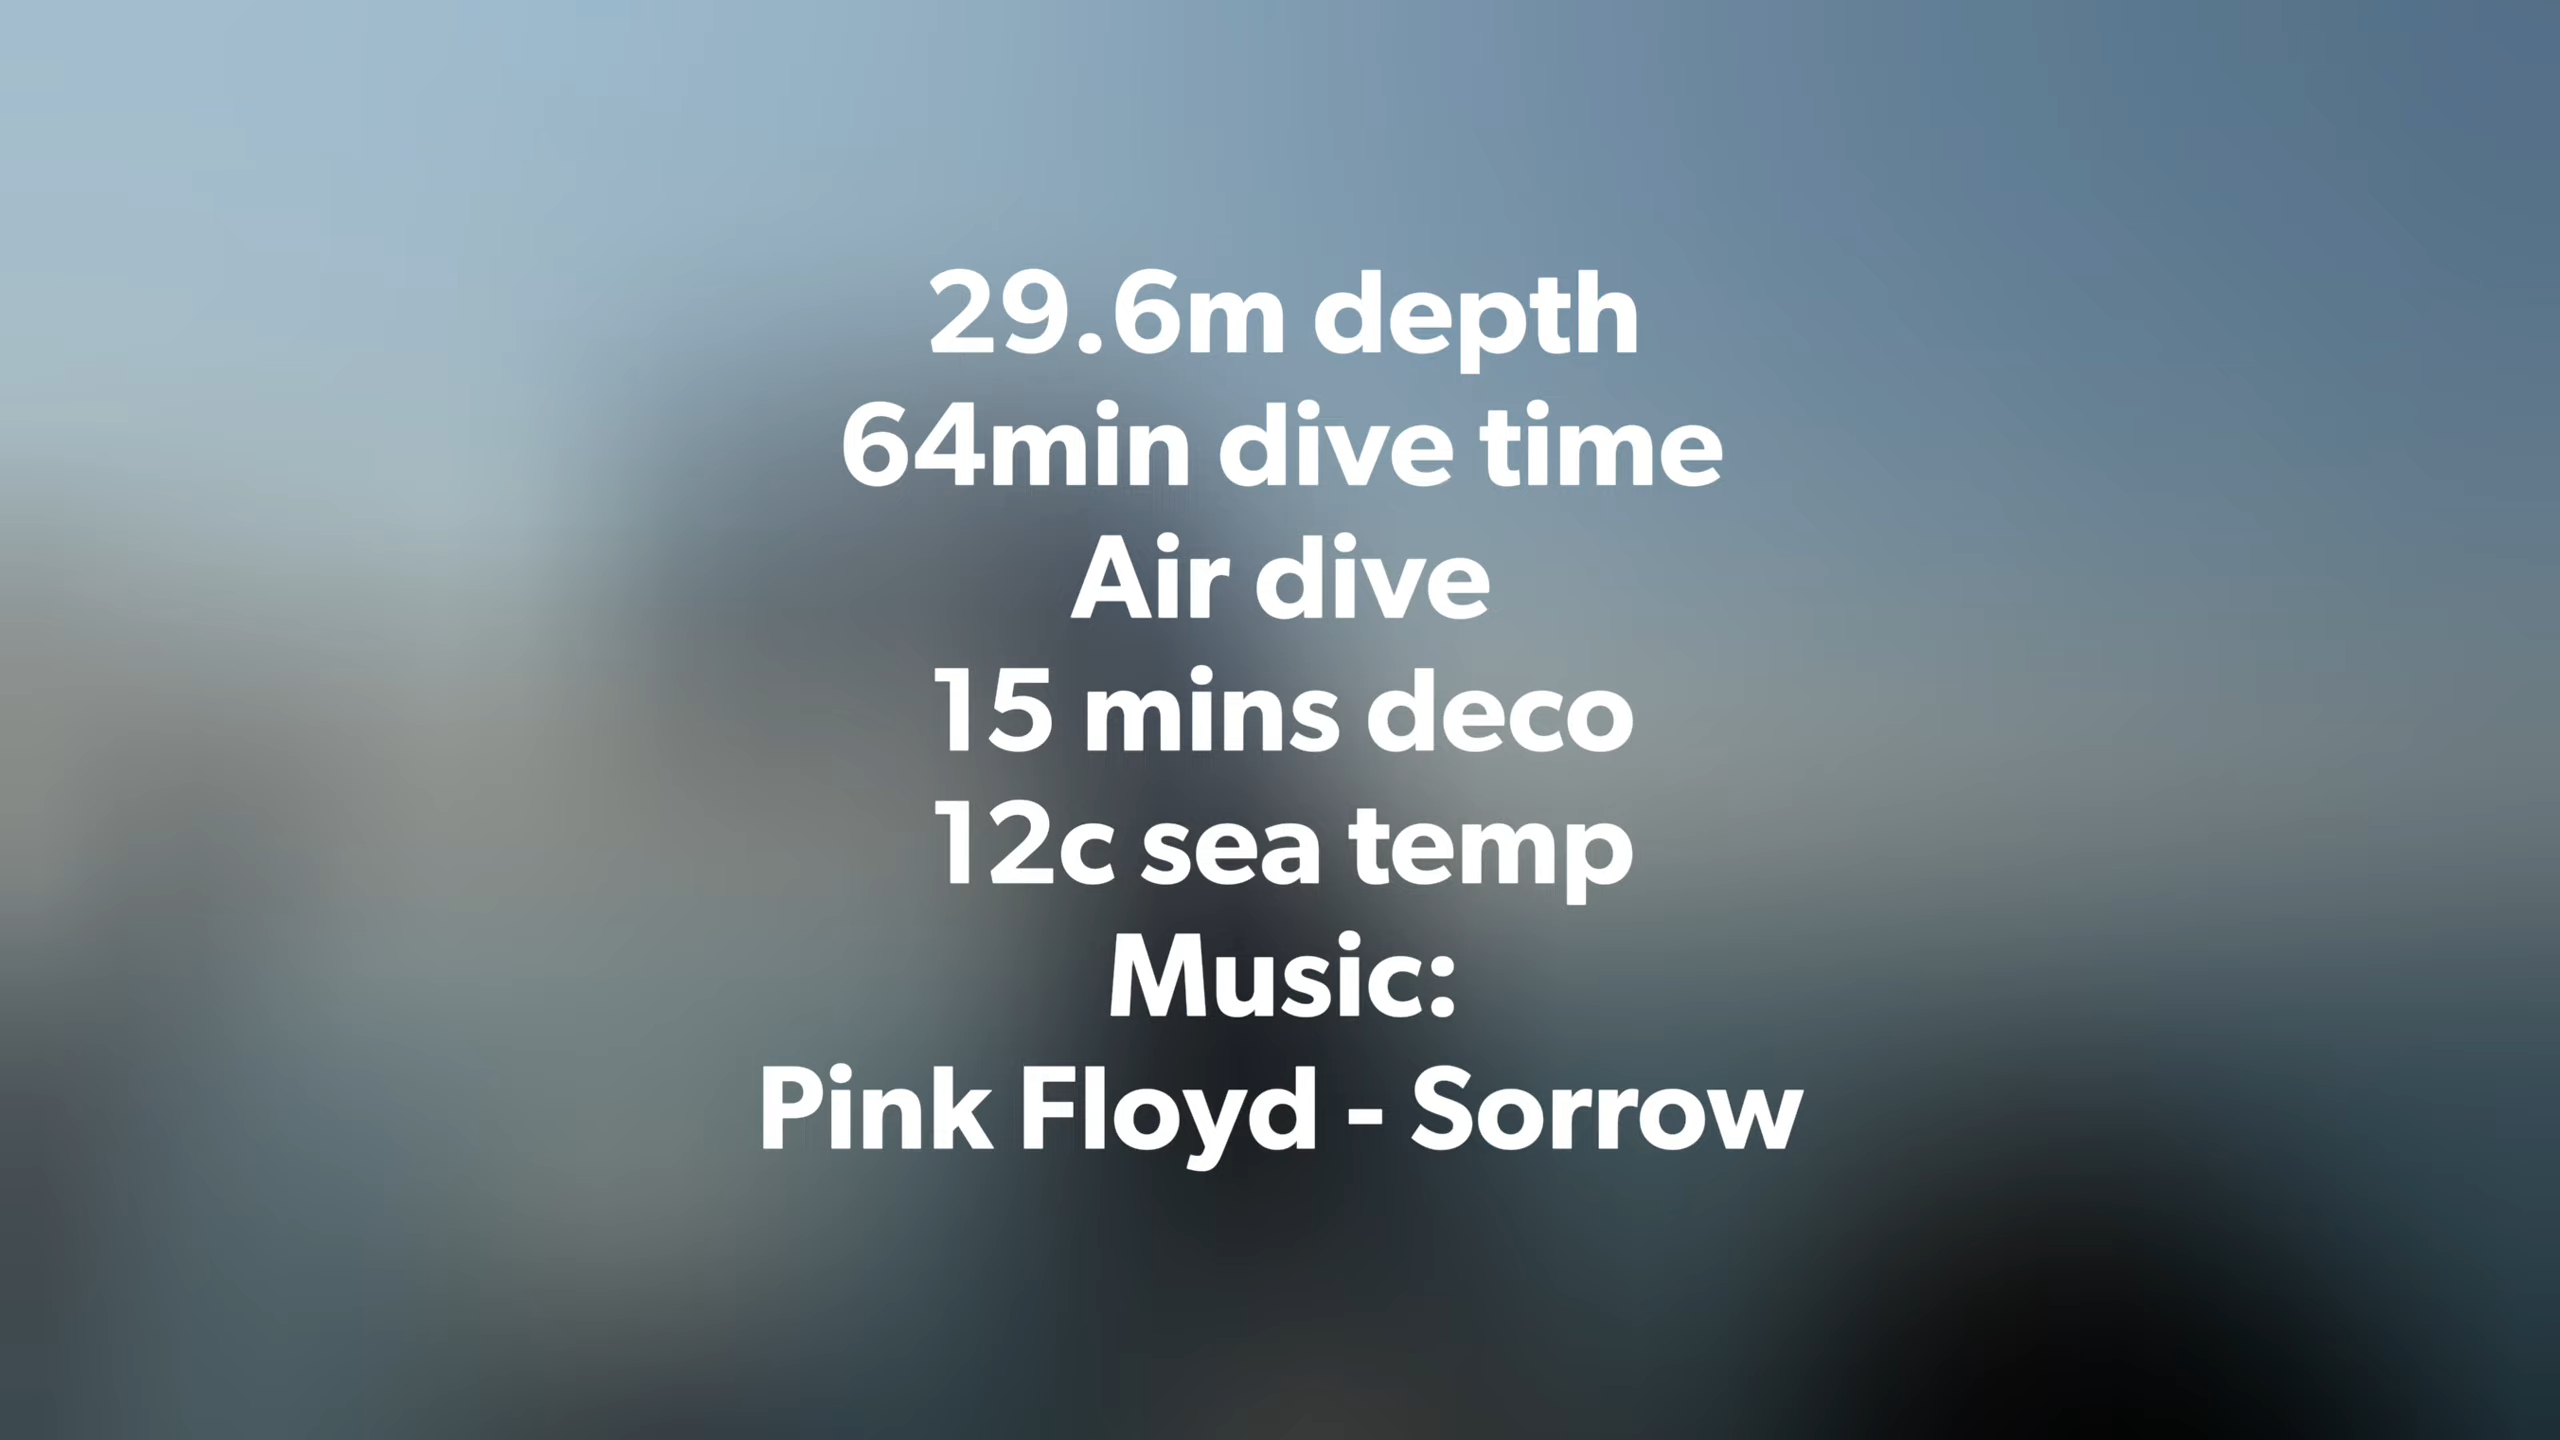 29.6m depth
64min dive time
Air dive
15 mins deco
12c sea temp
Music:
Pink Floyd - Sorrow